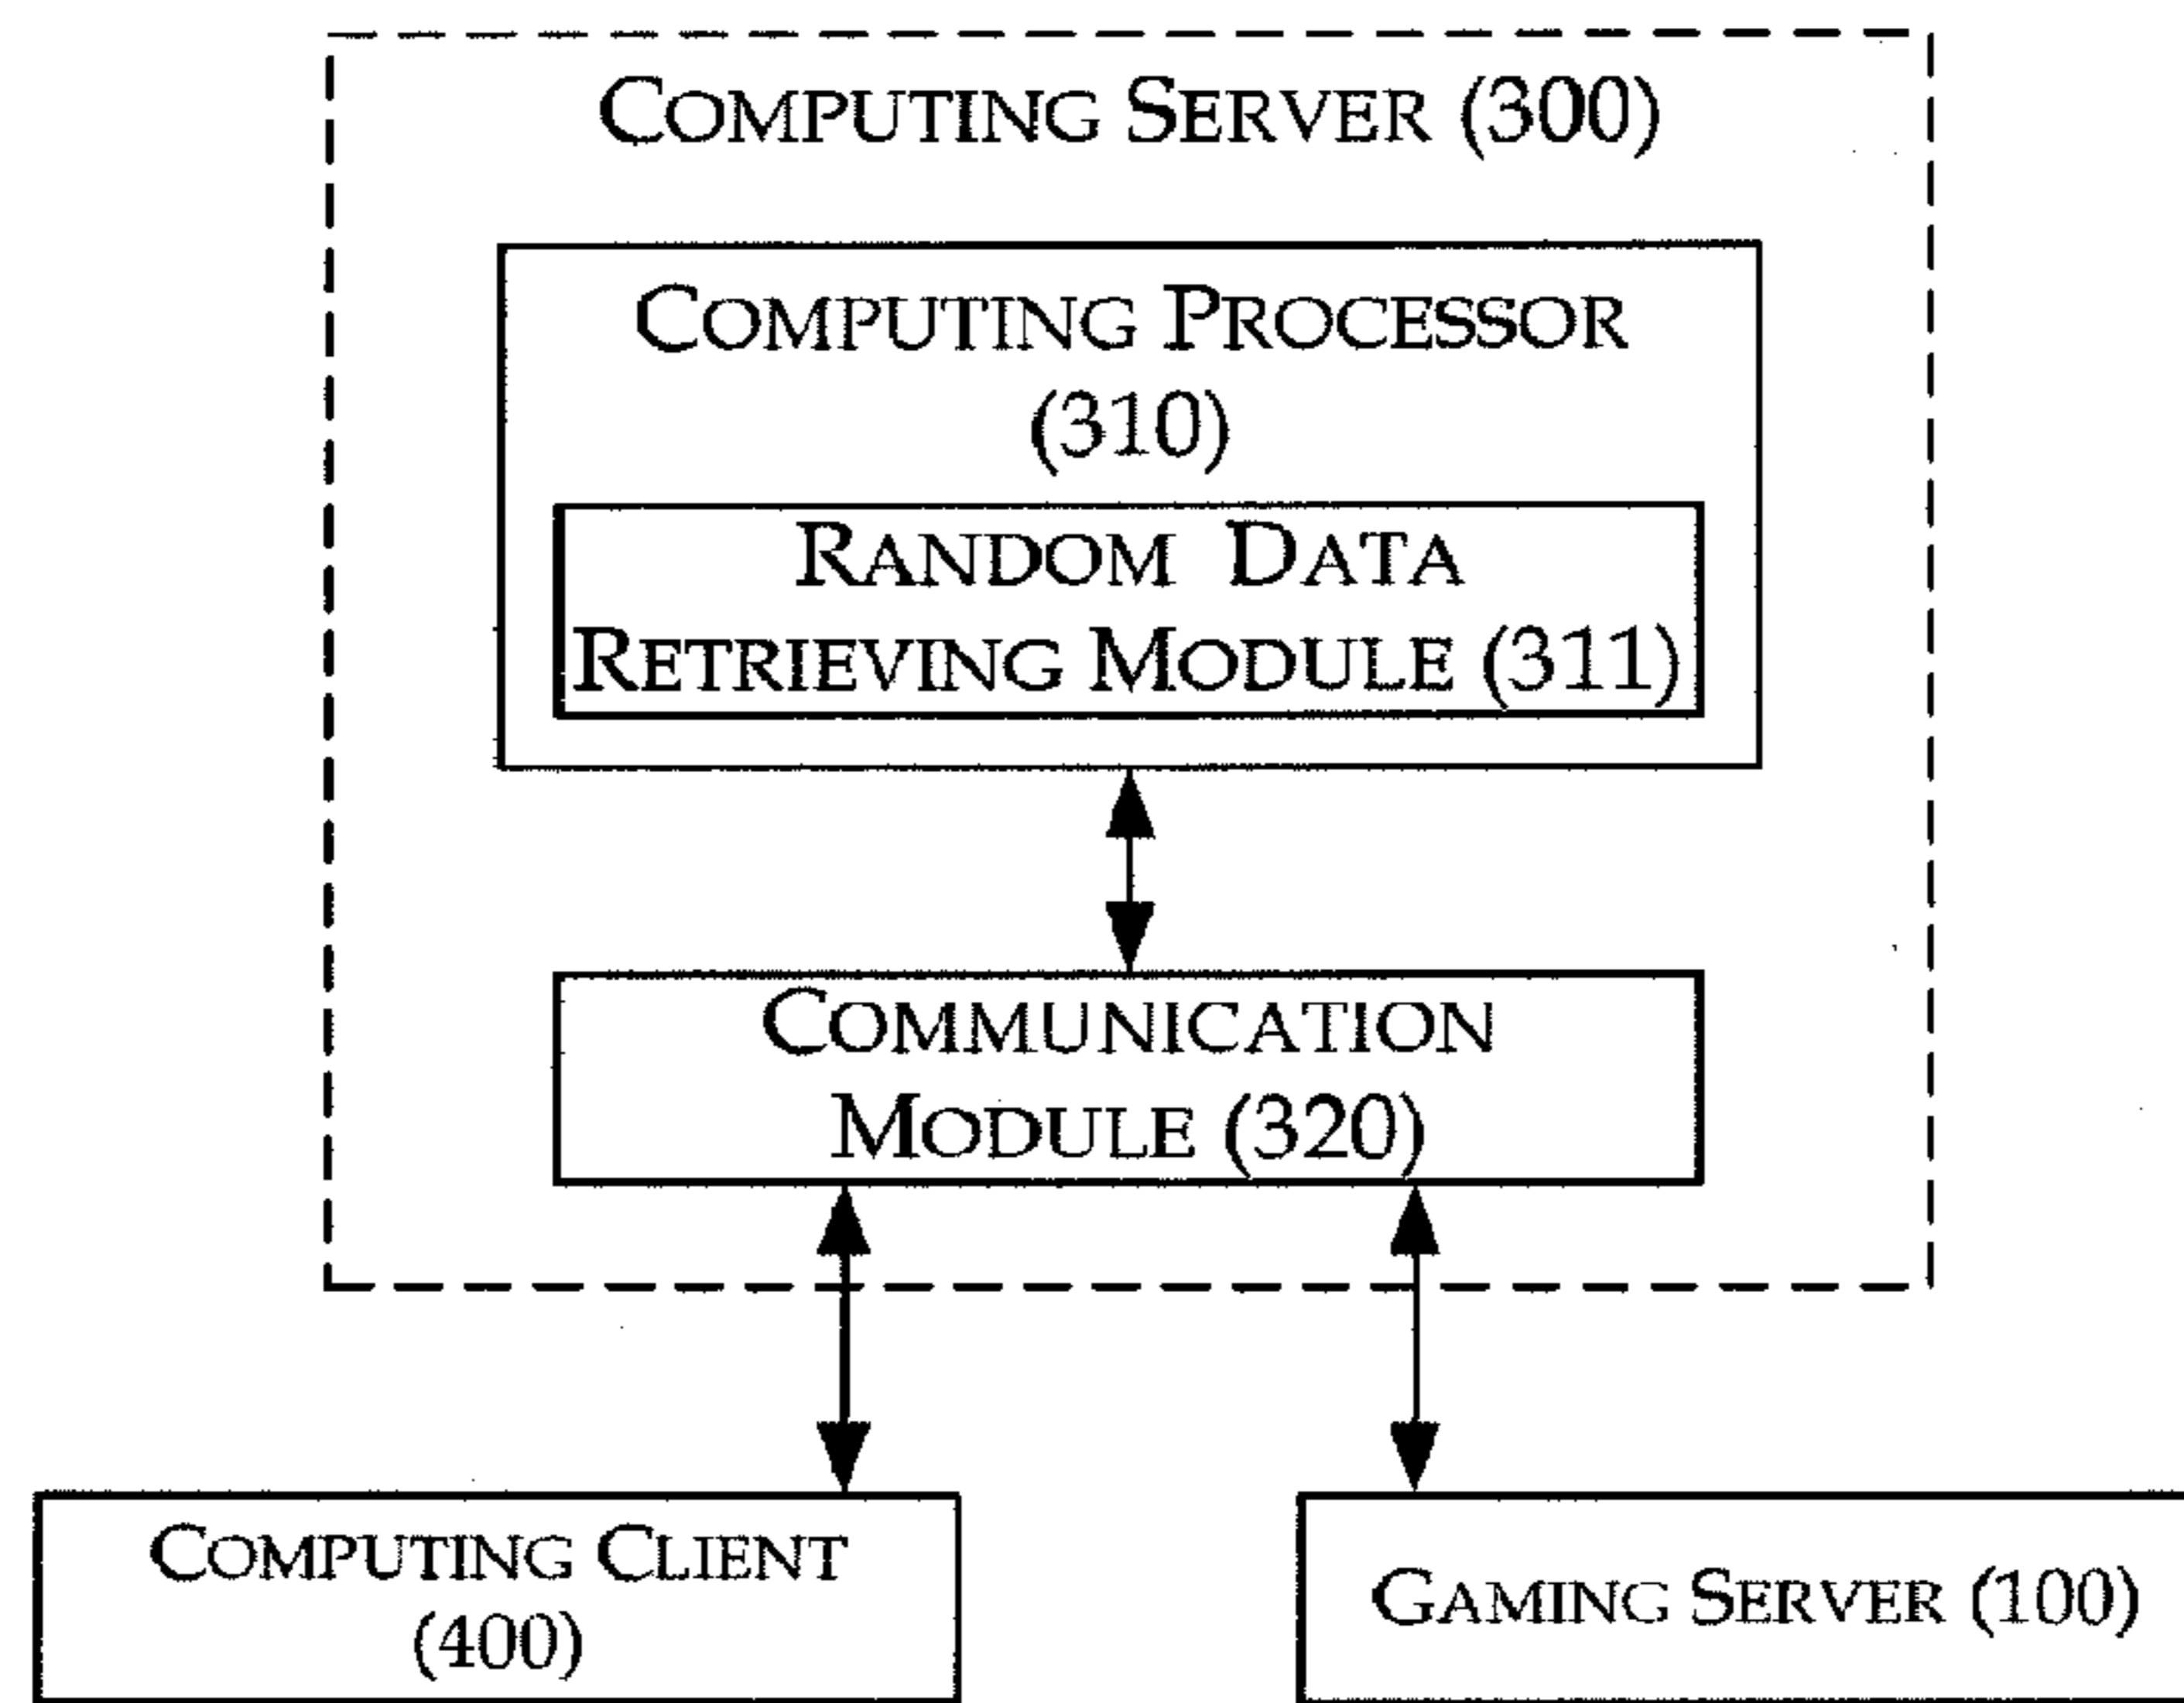 COMPUTING SERVER (300)
COMPUTING PROCESSOR
(310)
RANDOM DATA
RETRIEVING MODULE (311)
COMMUNICATION
MODULE (320)
COMPUTING CLIENT
(400)
GAMING SERVER (100)